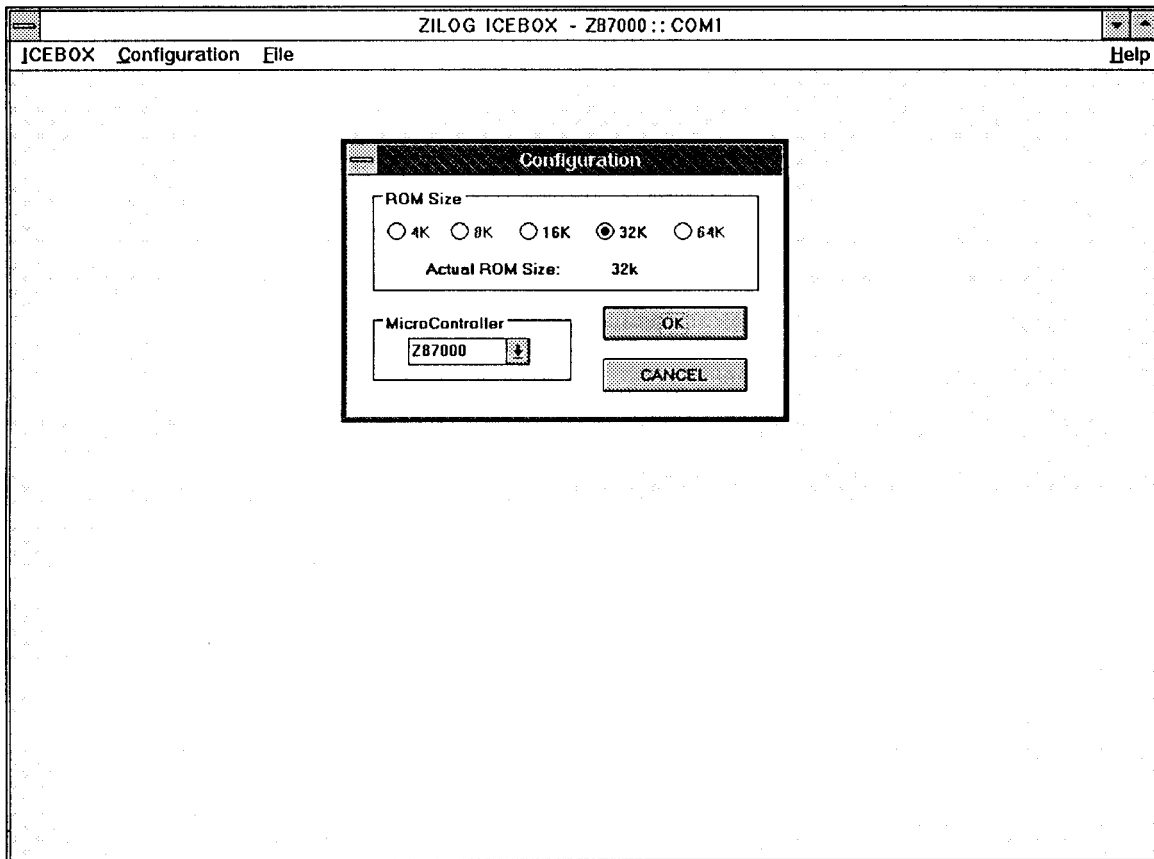 ZILOG ICEBOX - Z87000 :: COM1
ICEBOX Configuration File Help
Configuration
ROM Size
4K 8K 16K 32K 64K
Actual ROM Size: 32k
MicroController
Z87000
OK
CANCEL